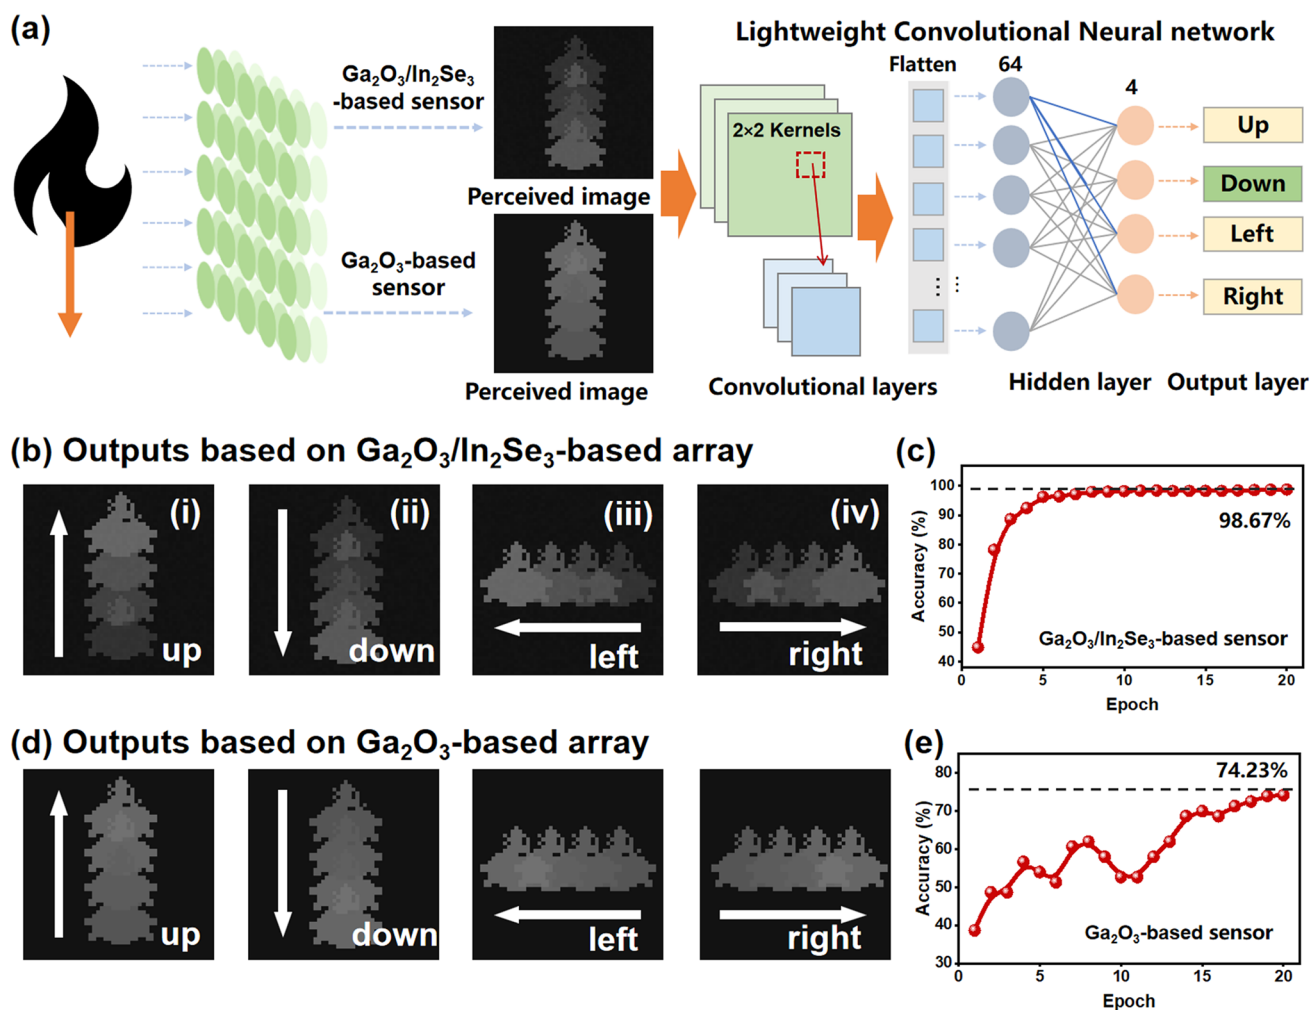 (a)
Lightweight Convolutional Neural network
Ga₂O₃/In₂Se₃
-based sensor
Perceived image
Ga₂O₃-based
sensor
Perceived image
2×2 Kernels
Convolutional layers
Flatten
64
4
Up
Down
Left
Right
Hidden layer
Output layer
(b) Outputs based on Ga₂O₃/In₂Se₃-based array
(i)
up
(ii)
down
(iii)
left
(iv)
right
(c)
Accuracy (%)
100
90
80
70
60
50
40
98.67%
Ga₂O₃/In₂Se₃-based sensor
0
5
10
15
20
Epoch
(d) Outputs based on Ga₂O₃-based array
up
down
left
right
(e)
Accuracy (%)
80
70
60
50
40
30
74.23%
Ga₂O₃-based sensor
0
5
10
15
20
Epoch